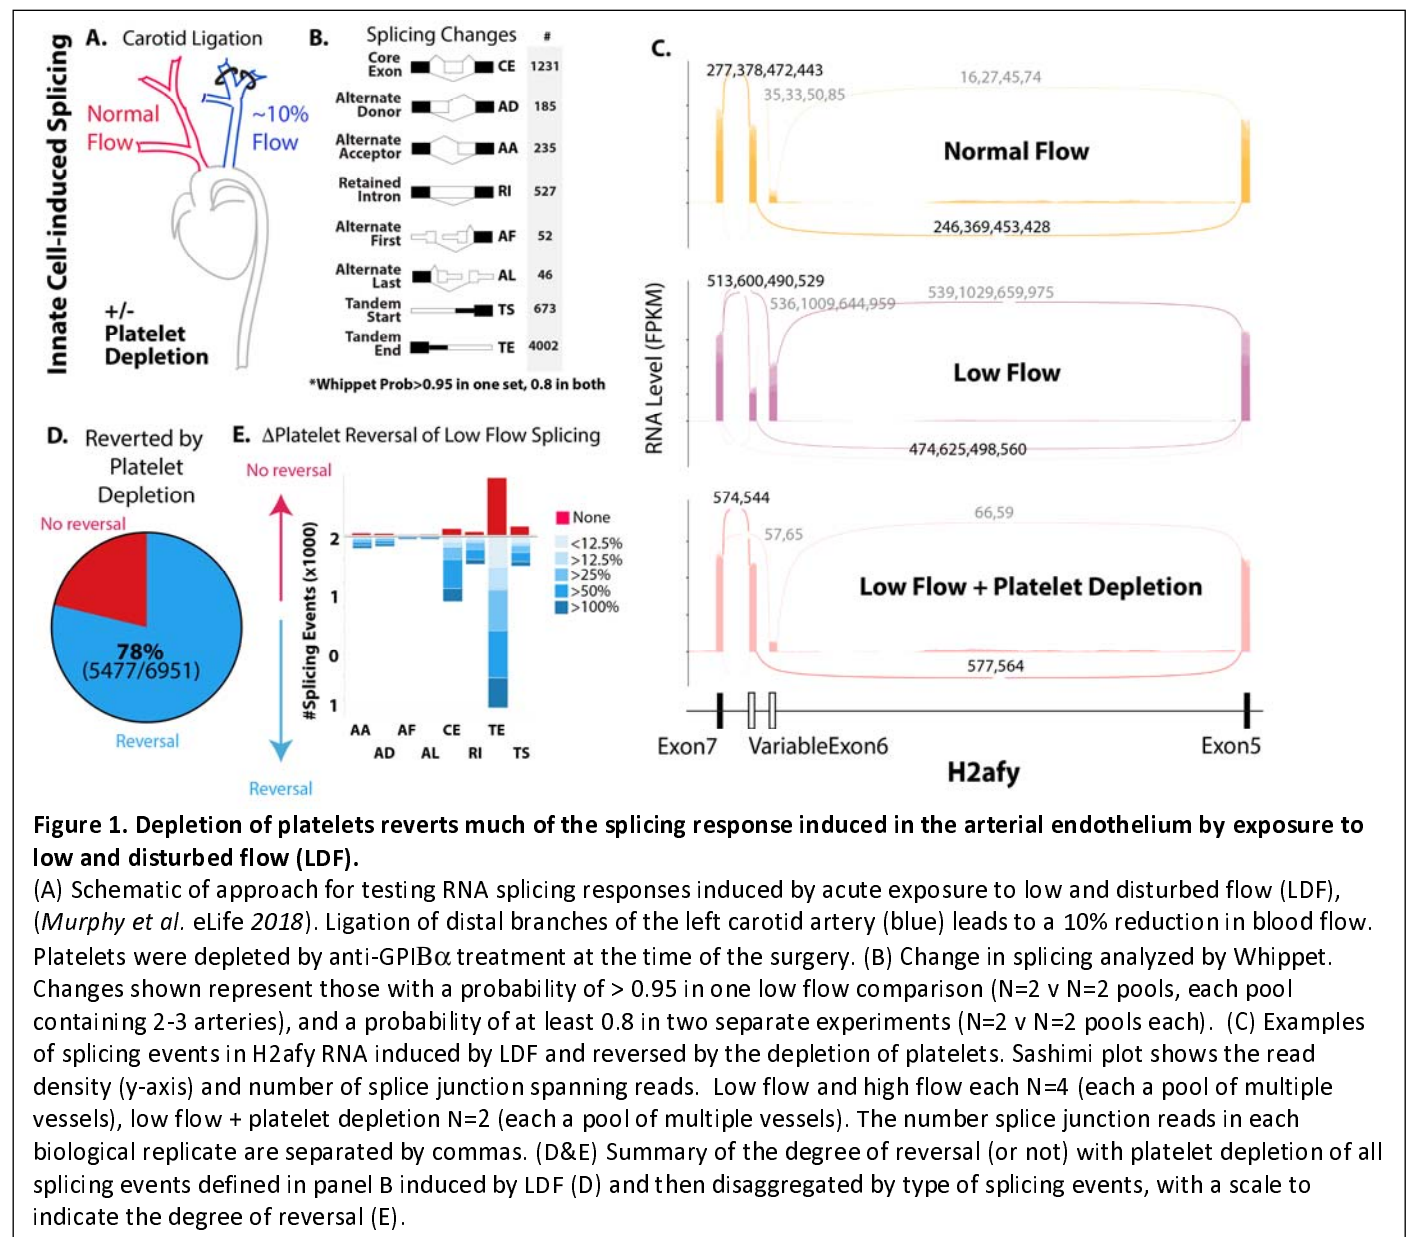 Innate Cell-induced Splicing
A. Carotid Ligation
Normal
Flow
~10%
Flow
+/-
Platelet
Depletion
B. Splicing Changes #
Core
Exon CE 1231
Alternate
Donor AD 185
Alternate
Acceptor AA 235
Retained
Intron RI 527
Alternate
First AF 52
Alternate
Last AL 46
Tandem
Start TS 673
Tandem
End TE 4002
*Whippet Prob>0.95 in one set, 0.8 in both
C.
RNA Level (FPKM)
277,378,472,443
35,33,50,85
16,27,45,74
Normal Flow
246,369,453,428
513,600,490,529
536,1009,644,959
539,1029,659,975
Low Flow
474,625,498,560
574,544
57,65
66,59
Low Flow + Platelet Depletion
577,564
Exon7 VariableExon6 Exon5
H2afy
D. Reverted by
Platelet
Depletion
No reversal
78%
(5477/6951)
Reversal
E. ΔPlatelet Reversal of Low Flow Splicing
No reversal
Reversal
#Splicing Events (x1000)
2
1
0
1
None
<12.5%
>12.5%
>25%
>50%
>100%
AA AF CE TE
AD AL RI TS
Figure 1. Depletion of platelets reverts much of the splicing response induced in the arterial endothelium by exposure to
low and disturbed flow (LDF).
(A) Schematic of approach for testing RNA splicing responses induced by acute exposure to low and disturbed flow (LDF),
(Murphy et al. eLife 2018). Ligation of distal branches of the left carotid artery (blue) leads to a 10% reduction in blood flow.
Platelets were depleted by anti-GPIBα treatment at the time of the surgery. (B) Change in splicing analyzed by Whippet.
Changes shown represent those with a probability of > 0.95 in one low flow comparison (N=2 v N=2 pools, each pool
containing 2-3 arteries), and a probability of at least 0.8 in two separate experiments (N=2 v N=2 pools each). (C) Examples
of splicing events in H2afy RNA induced by LDF and reversed by the depletion of platelets. Sashimi plot shows the read
density (y-axis) and number of splice junction spanning reads. Low flow and high flow each N=4 (each a pool of multiple
vessels), low flow + platelet depletion N=2 (each a pool of multiple vessels). The number splice junction reads in each
biological replicate are separated by commas. (D&E) Summary of the degree of reversal (or not) with platelet depletion of all
splicing events defined in panel B induced by LDF (D) and then disaggregated by type of splicing events, with a scale to
indicate the degree of reversal (E).